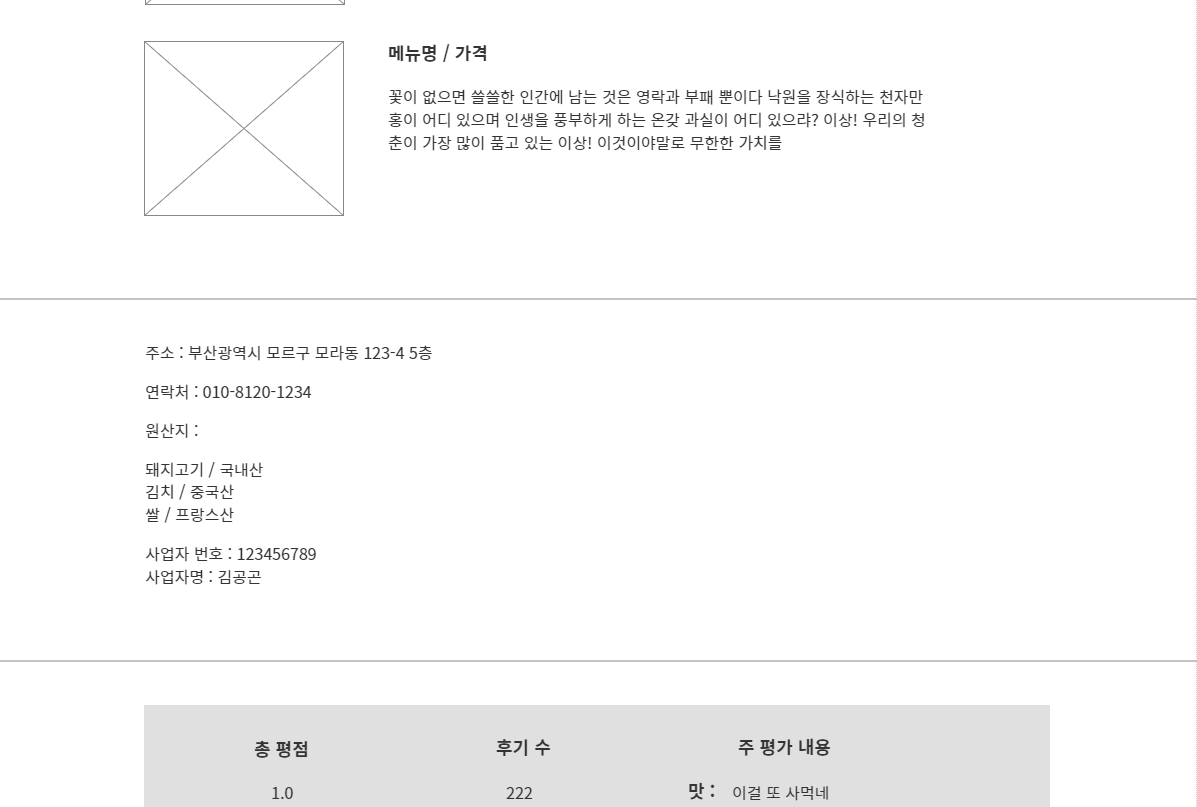 메뉴명 / 가격
꽃이 없으면 쓸쓸한 인간에 남는 것은 영락과 부패 뿐이다 낙원을 장식하는 천자만
홍이 어디 있으며 인생을 풍부하게 하는 온갖 과실이 어디 있으랴? 이상! 우리의 청
춘이 가장 많이 품고 있는 이상! 이것이야말로 무한한 가치를
주소 : 부산광역시 모르구 모라동 123-4 5층
연락처 : 010-8120-1234
원산지 :
돼지고기 / 국내산
김치 / 중국산
쌀 / 프랑스산
사업자 번호 : 123456789
사업자명 : 김공곤
총 평점 후기 수 주 평가 내용
1.0 222 맛 : 이걸 또 사먹네